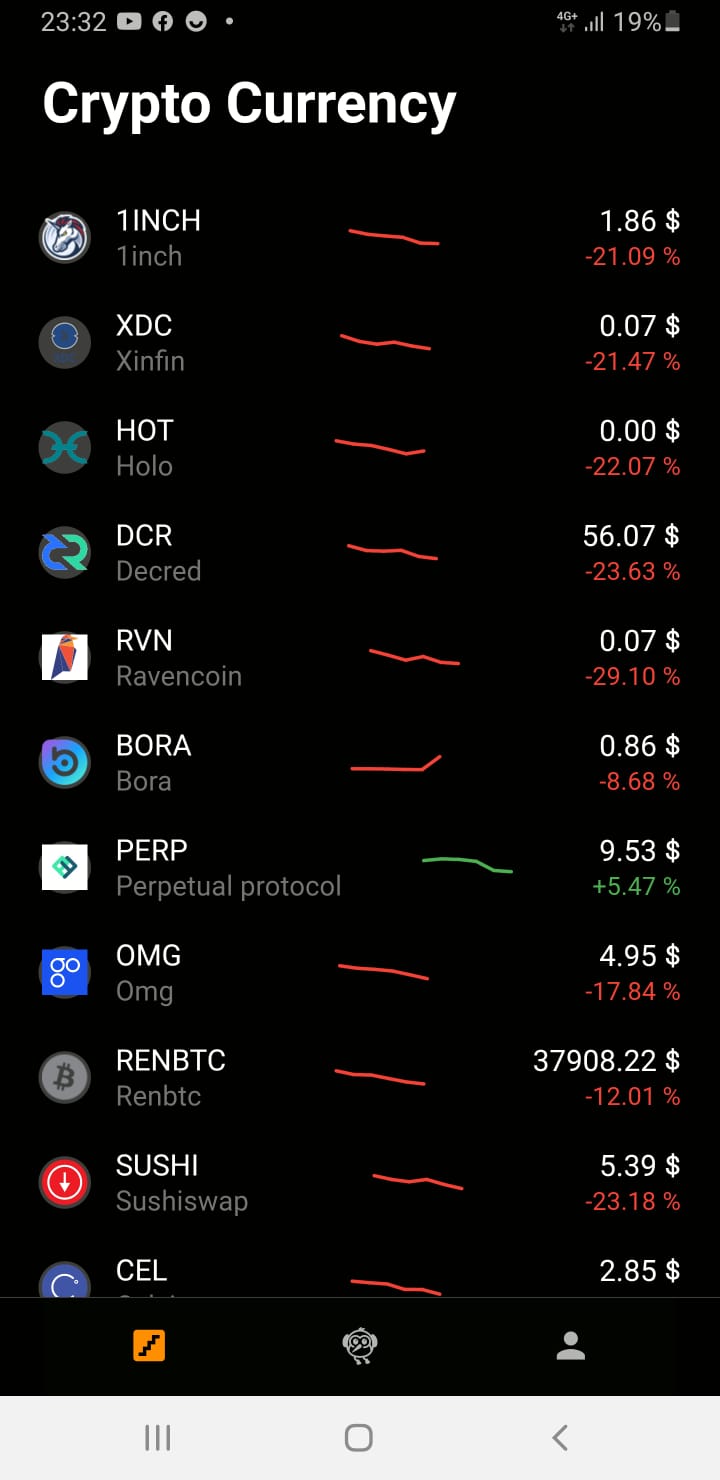 23:32
4G+ 19%
Crypto Currency
1INCH 1.86 $
1inch -21.09 %
XDC 0.07 $
Xinfin -21.47 %
HOT 0.00 $
Holo -22.07 %
DCR 56.07 $
Decred -23.63 %
RVN 0.07 $
Ravencoin -29.10 %
BORA 0.86 $
Bora -8.68 %
PERP 9.53 $
Perpetual protocol +5.47 %
OMG 4.95 $
Omg -17.84 %
RENBTC 37908.22 $
Renbtc -12.01 %
SUSHI 5.39 $
Sushiswap -23.18 %
CEL 2.85 $